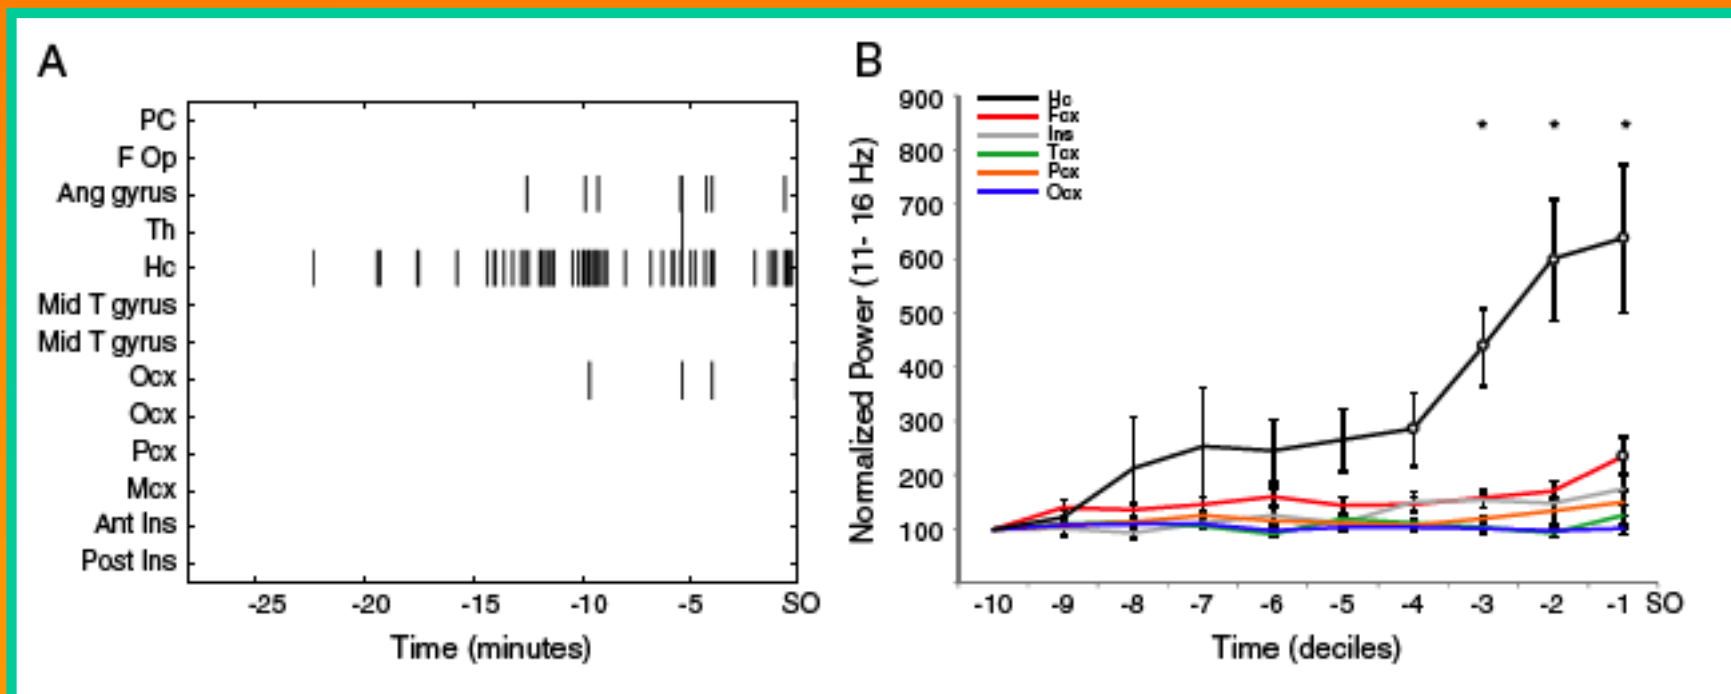 A
PC
F Op
Ang gyrus
Th
Hc
Mid T gyrus
Mid T gyrus
Ocx
Ocx
Pcx
Mcx
Ant Ins
Post Ins
-25 -20 -15 -10 -5 SO
Time (minutes)
B
Normalized Power (11- 16 Hz)
900
800
700
600
500
400
300
200
100
Hc
Fcx
Ins
Tcx
Pcx
Ocx
* * *
-10 -9 -8 -7 -6 -5 -4 -3 -2 -1 SO
Time (deciles)